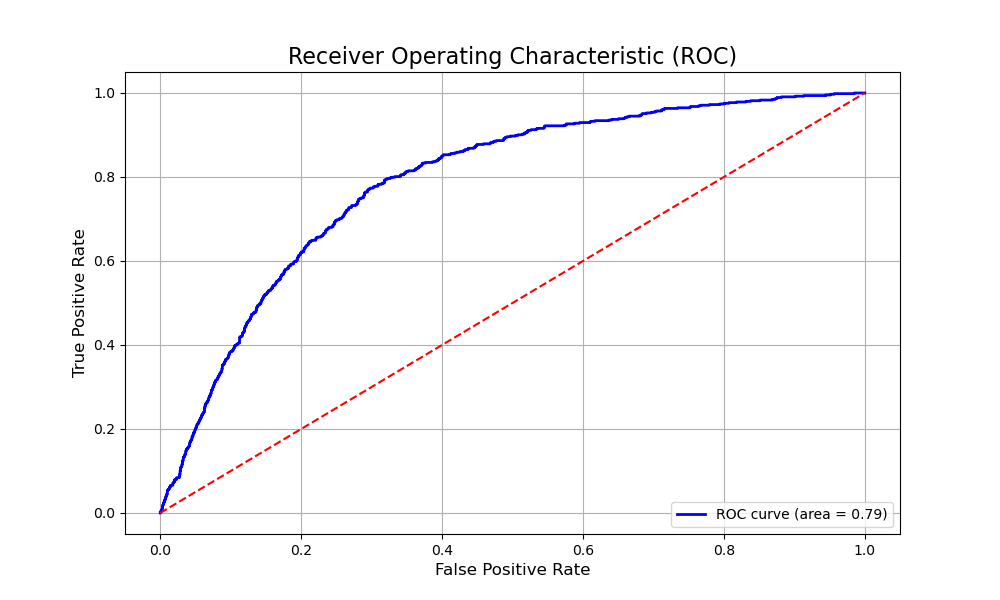 Receiver Operating Characteristic (ROC)
True Positive Rate
1.0
0.8
0.6
0.4
0.2
0.0
ROC curve (area = 0.79)
0.0 0.2 0.4 0.6 0.8 1.0
False Positive Rate